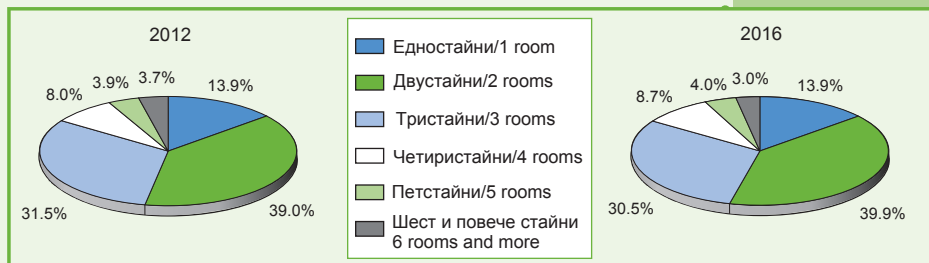 2012
3.7%
3.9%
8.0%
13.9%
31.5%
39.0%
Едностайни/1 room
Двустайни/2 rooms
Тристайни/3 rooms
Четиристайни/4 rooms
Петстайни/5 rooms
Шест и повече стайни
6 rooms and more
2016
3.0%
4.0%
8.7%
13.9%
30.5%
39.9%